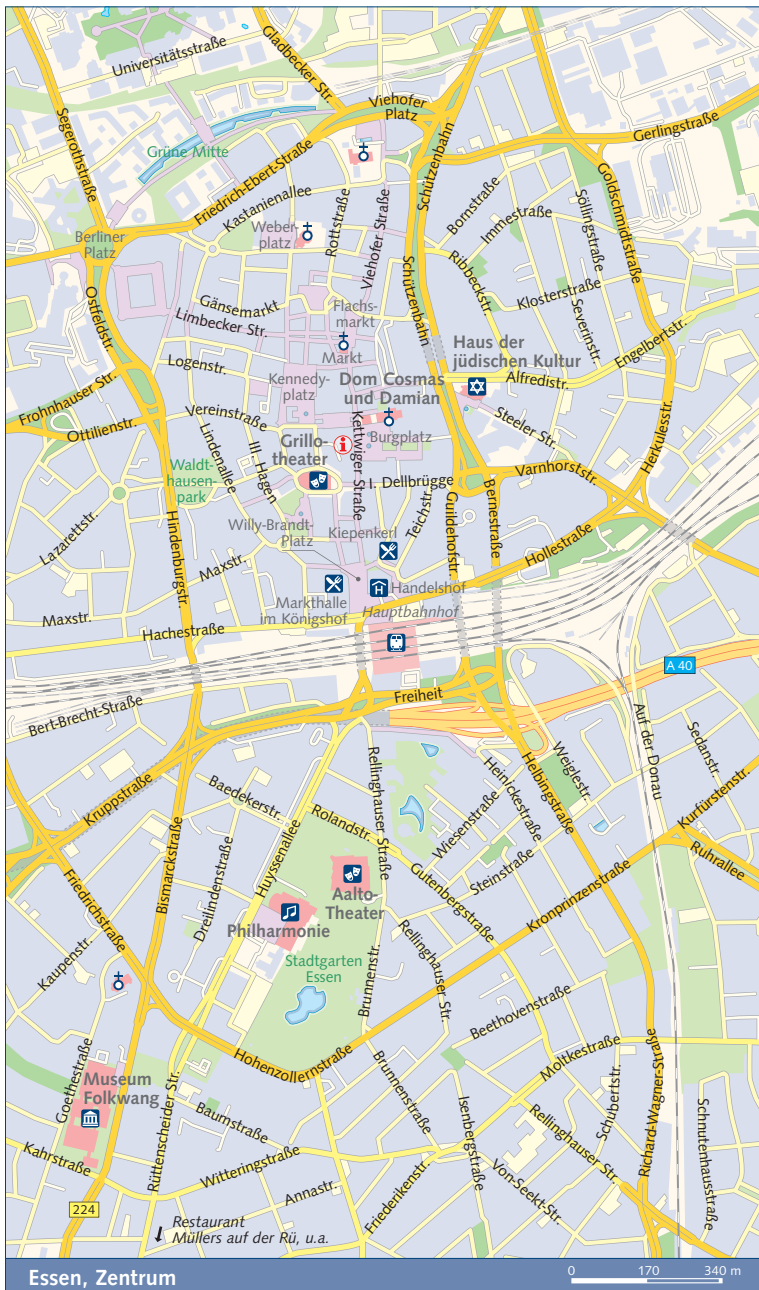 Universitätsstraße
Gladbecker Str.
Viehofer
Platz
Segerothstraße
Grüne Mitte
Gerlingstraße
Friedrich-Ebert-Straße
Schützenbahn
Goldschmidtstraße
Kastanienallee
Rottstraße
Viehofer Straße
Bornstraße
Immestraße
Söllingstraße
Weber
platz
Berliner
Platz
Schützenbahn
Ribbeckstr.
Klosterstraße
Ostfeldstr.
Gänsemarkt
Limbecker Str.
Flachs-
markt
Severinstr.
Engelbertstr.
Markt
Haus der
jüdischen Kultur
Logenstr.
Kennedy-
platz
Dom Cosmas
und Damian
Alfredistr.
Frohnhauser Str.
Ottilienstr.
Vereinstraße
Lindenallee
III. Hagen
Kettwiger Straße
Burgplatz
Steeler Str.
Herkulesstr.
Grillo-
theater
i
Waldt-
hausen-
park
I. Dellbrügge
Varnhorststr.
Lazarettstr.
Hindenburgstr.
Willy-Brandt-
Platz
Kiepenkerl
Teichstr.
Guildehofstr.
Bernestraße
Hollestraße
Maxstr.
Maxstr.
Markthalle
im Königshof
H
Handelshof
Hauptbahnhof
Hachestraße
A 40
Freiheit
Bert-Brecht-Straße
Auf der Donau
Sedanstr.
Kruppstraße
Baedekerstr.
Rellinghauser Straße
Heinickestraße
Helbingstraße
Weiglestr.
Kurfürstenstr.
Rolandstr.
Wiesenstraße
Bismarckstraße
Huyssenallee
Steinstraße
Ruhrallee
Friedrichstraße
Dreilindenstraße
Aalto-
Theater
Gutenbergstraße
Kronprinzenstraße
Philharmonie
Kaupenstr.
Stadtgarten
Essen
Brunnenstr.
Rellinghauser Str.
Beethovenstraße
Hohenzollernstraße
Moltkestraße
Goethestraße
Museum
Folkwang
Brunnenstraße
Isenbergstraße
Schubertstr.
Richard-Wagner-Straße
Schnutenhausstraße
Rüttenscheider Str.
Baumstraße
Rellinghauser Str.
Kahrstraße
Witteringstraße
Annastr.
Friederikenstr.
Von-Seekt-Str.
224
Restaurant
Müllers auf der Rü, u.a.
Essen, Zentrum
0 170 340 m